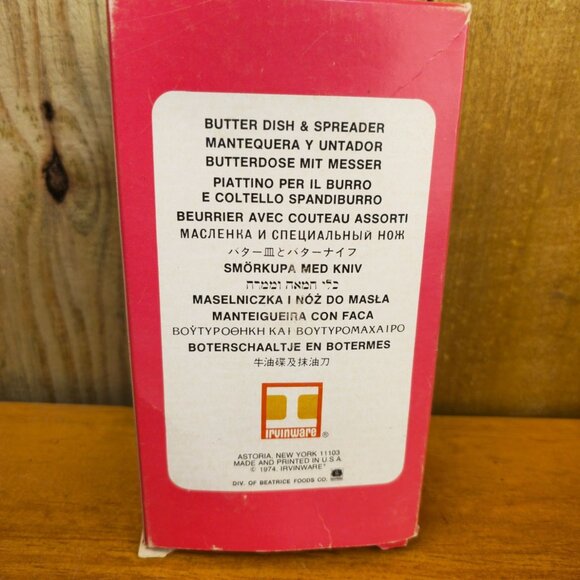 BUTTER DISH & SPREADER
MANTEQUERA Y UNTADOR
BUTTERDOSE MIT MESSER
PIATTINO PER IL BURRO
E COLTELLO SPANDIBURRO
BEURRIER AVEC COUTEAU ASSORTI
МАСЛЕНКА И СПЕЦИАЛЬНЫЙ НОЖ
バター皿とバターナイフ
SMÖRKUPA MED KNIV
כלי חמאה וממרח
MASELNICZKA I NÓŻ DO MASŁA
MANTEIGUEIRA CON FACA
ΒΟΥΤΥΡΟΘΗΚΗ ΚΑΙ ΒΟΥΤΥΡΟΜΑΧΑΙΡΟ
BOTERSCHAALTJE EN BOTERMES
牛油碟及抹油刀
IRVINWARE ®
ASTORIA, NEW YORK 11103
MADE AND PRINTED IN U.S.A.
© 1974, IRVINWARE®
DIV. OF BEATRICE FOODS CO.